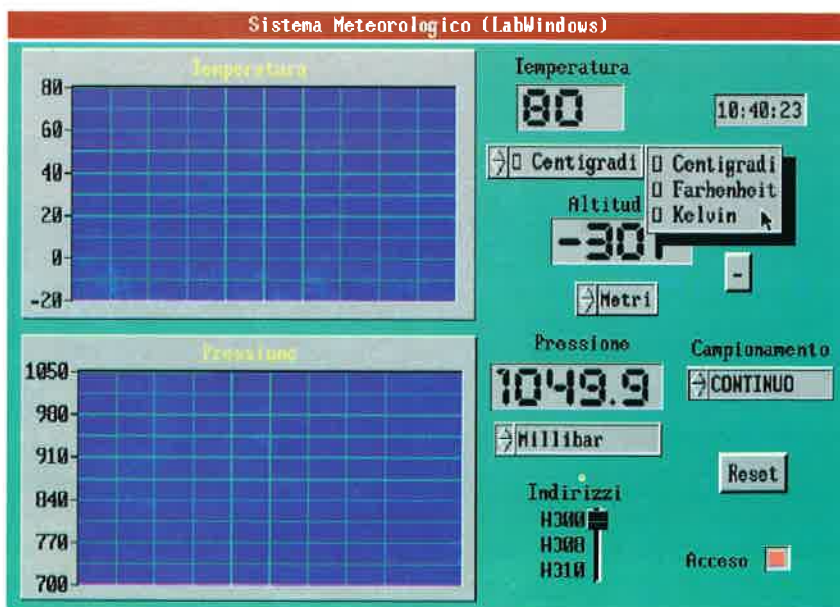 Sistema Meteorologico (LabWindows)
Temperatura
80
60
40
20
0
-20
Temperatura
80
10:40:23
Centigradi
Centigradi
Farhenheit
Kelvin
Altitud
-301
Metri
-
Pressione
1050
980
910
840
770
700
Pressione
1049.9
Millibar
Campionamento
CONTINUO
Indirizzi
H300
H308
H310
Reset
Acceso